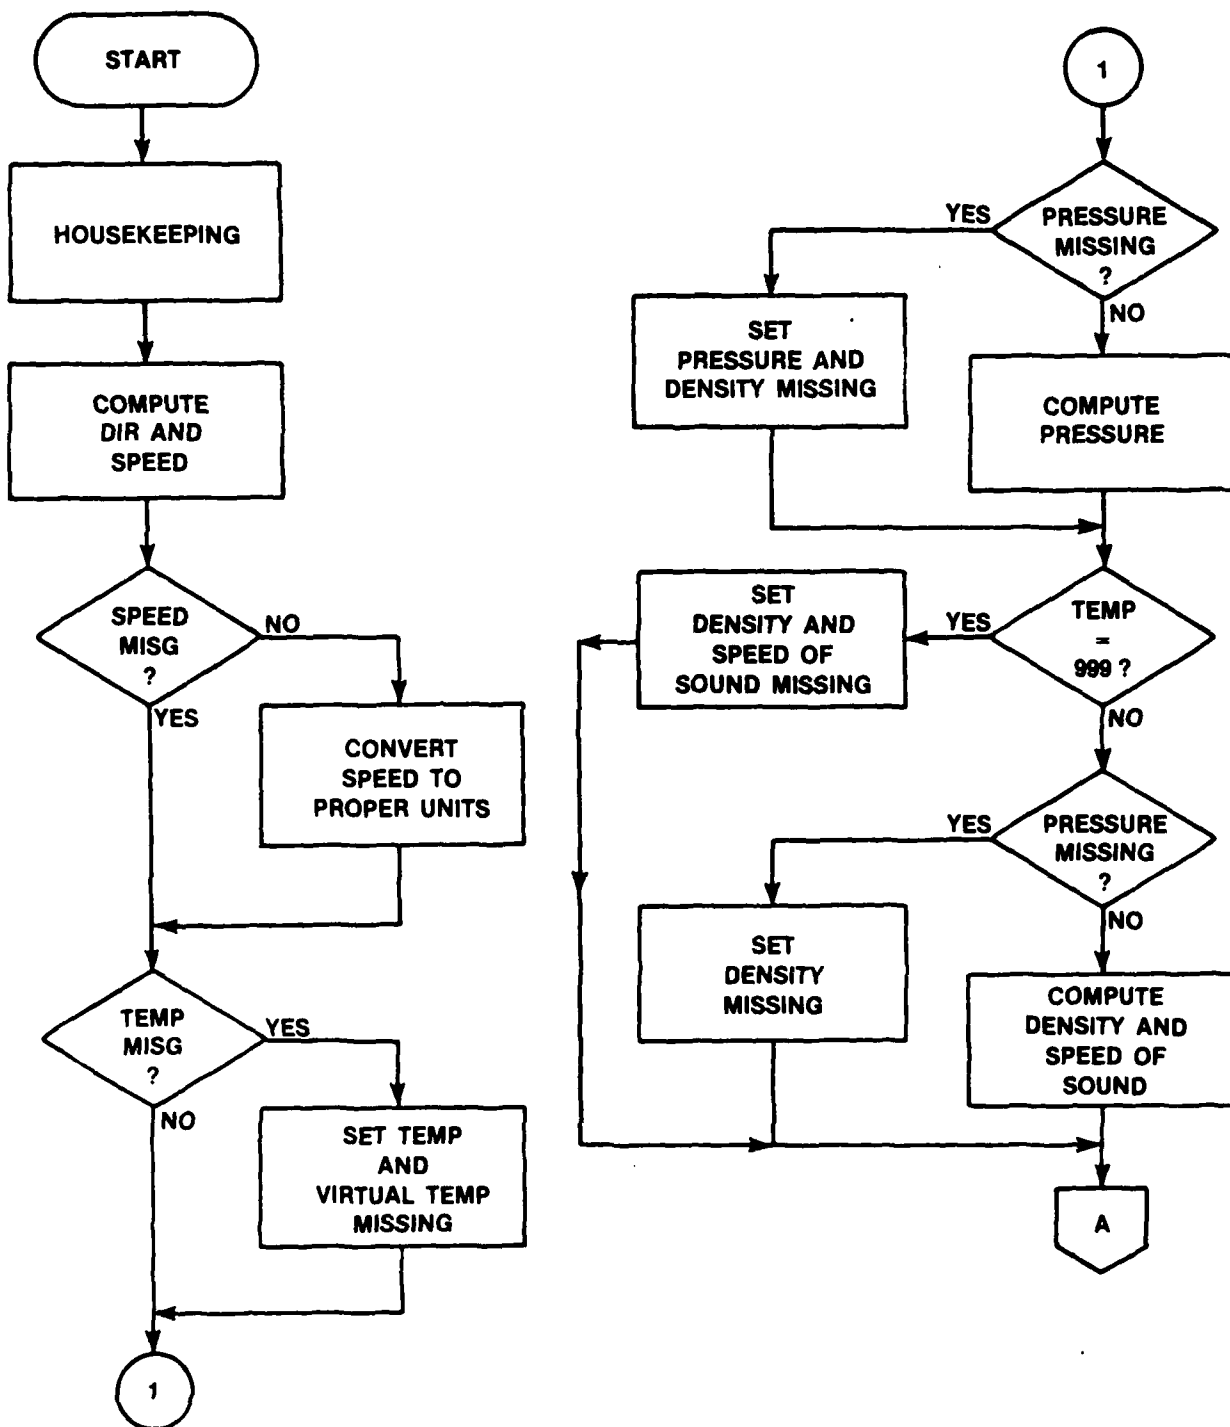 START
HOUSEKEEPING
COMPUTE
DIR AND
SPEED
SPEED
MISG
?
NO
YES
CONVERT
SPEED TO
PROPER UNITS
TEMP
MISG
?
YES
NO
SET TEMP
AND
VIRTUAL TEMP
MISSING
1
1
PRESSURE
MISSING
?
YES
NO
SET
PRESSURE AND
DENSITY MISSING
COMPUTE
PRESSURE
TEMP
=
999 ?
YES
NO
SET
DENSITY AND
SPEED OF
SOUND MISSING
PRESSURE
MISSING
?
YES
NO
SET
DENSITY
MISSING
COMPUTE
DENSITY AND
SPEED OF
SOUND
A